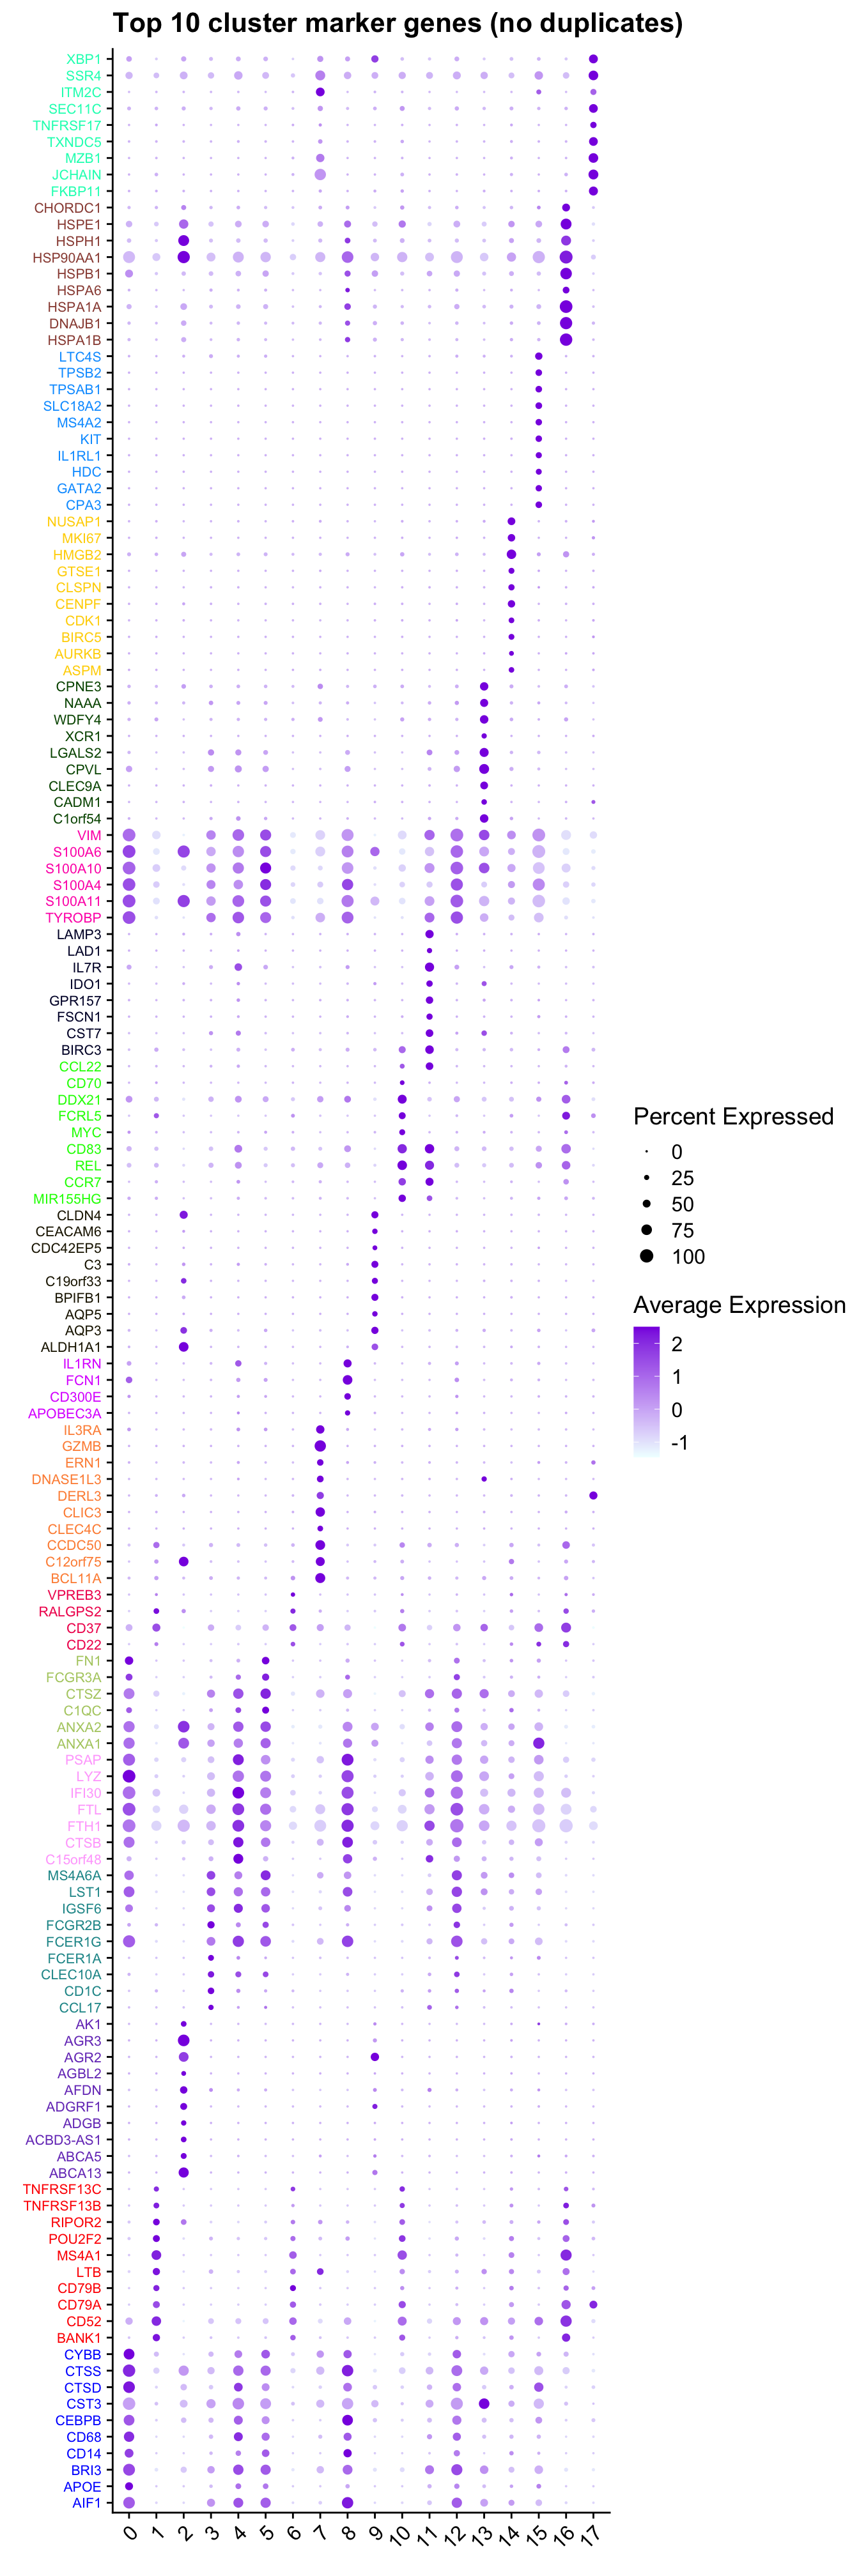 Top 10 cluster marker genes (no duplicates)
XBP1
SSR4
ITM2C
SEC11C
TNFRSF17
TXNDC5
MZB1
JCHAIN
FKBP11
CHORDC1
HSPE1
HSPH1
HSP90AA1
HSPB1
HSPA6
HSPA1A
DNAJB1
HSPA1B
LTC4S
TPSB2
TPSAB1
SLC18A2
MS4A2
KIT
IL1RL1
HDC
GATA2
CPA3
NUSAP1
MKI67
HMGB2
GTSE1
CLSPN
CENPF
CDK1
BIRC5
AURKB
ASPM
CPNE3
NAAA
WDFY4
XCR1
LGALS2
CPVL
CLEC9A
CADM1
C1orf54
VIM
S100A6
S100A10
S100A4
S100A11
TYROBP
LAMP3
LAD1
IL7R
IDO1
GPR157
FSCN1
CST7
BIRC3
CCL22
CD70
DDX21
FCRL5
MYC
CD83
REL
CCR7
MIR155HG
CLDN4
CEACAM6
CDC42EP5
C3
C19orf33
BPIFB1
AQP5
AQP3
ALDH1A1
IL1RN
FCN1
CD300E
APOBEC3A
IL3RA
GZMB
ERN1
DNASE1L3
DERL3
CLIC3
CLEC4C
CCDC50
C12orf75
BCL11A
VPREB3
RALGPS2
CD37
CD22
FN1
FCGR3A
CTSZ
C1QC
ANXA2
ANXA1
PSAP
LYZ
IFI30
FTL
FTH1
CTSB
C15orf48
MS4A6A
LST1
IGSF6
FCGR2B
FCER1G
FCER1A
CLEC10A
CD1C
CCL17
AK1
AGR3
AGR2
AGBL2
AFDN
ADGRF1
ADGB
ACBD3-AS1
ABCA5
ABCA13
TNFRSF13C
TNFRSF13B
RIPOR2
POU2F2
MS4A1
LTB
CD79B
CD79A
CD52
BANK1
CYBB
CTSS
CTSD
CST3
CEBPB
CD68
CD14
BRI3
APOE
AIF1
0 1 2 3 4 5 6 7 8 9 10 11 12 13 14 15 16 17
Percent Expressed
0
25
50
75
100
Average Expression
2
1
0
-1